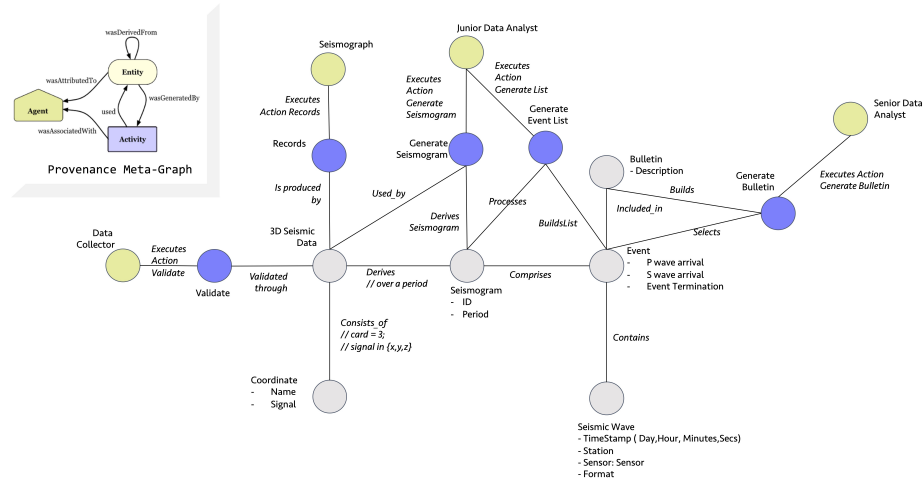 wasDerivedFrom
Entity
wasAttributedTo
wasGeneratedBy
used
Agent
wasAssociatedWith
Activity
Provenance Meta-Graph
Seismograph
Executes
Action Records
Records
Is produced
by
Junior Data Analyst
Executes
Action
Generate
Seismogram
Executes
Action
Generate List
Generate
Seismogram
Generate
Event List
Used_by
Derives
Seismogram
Processes
BuildsList
Bulletin
- Description
Builds
Included_in
Selects
Generate
Bulletin
Senior Data
Analyst
Executes Action
Generate Bulletin
Data
Collector
Executes
Action
Validate
Validate
Validated
through
3D Seismic
Data
Derives
// over a period
Seismogram
- ID
- Period
Comprises
Event
- P wave arrival
- S wave arrival
- Event Termination
Consists_of
// card = 3;
// signal in {x,y,z}
Coordinate
- Name
- Signal
Contains
Seismic Wave
- TimeStamp ( Day,Hour, Minutes,Secs)
- Station
- Sensor: Sensor
- Format